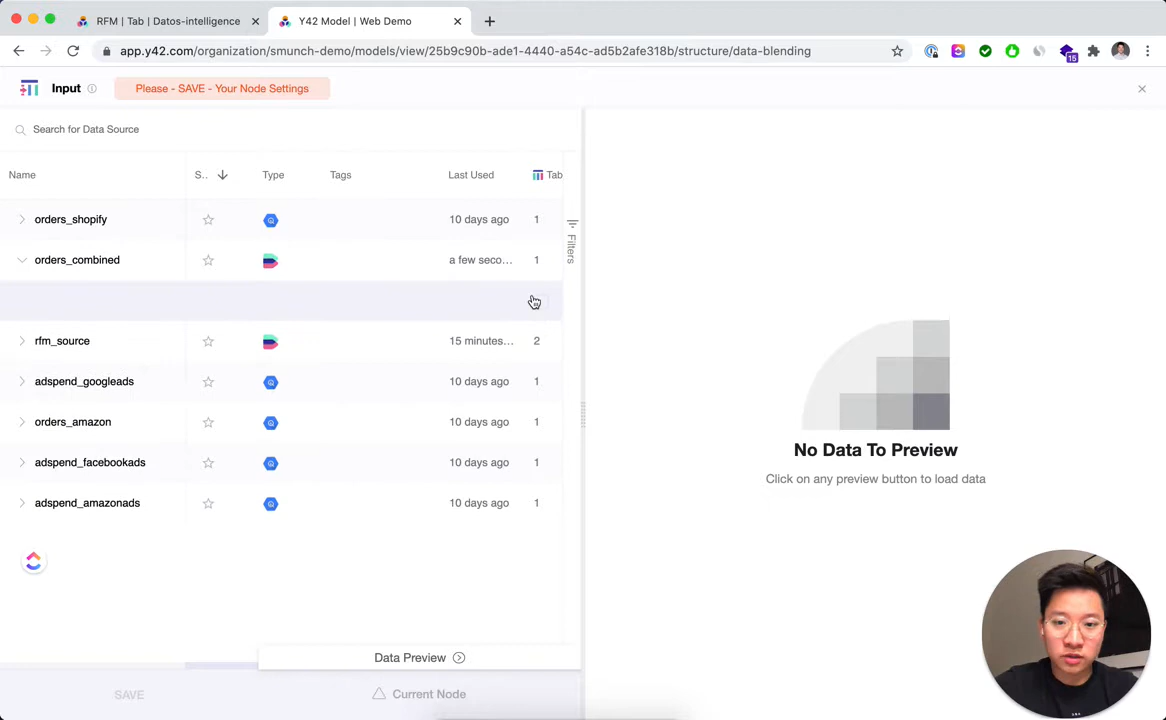 RFM | Tab | Datos-intelligence
Y42 Model | Web Demo
app.y42.com/organization/smunch-demo/models/view/25b9c90b-ade1-4440-a54c-ad5b2afe318b/structure/data-blending
15
Input
Please - SAVE - Your Node Settings
Search for Data Source
Name S.. Type Tags Last Used Tab
orders_shopify 10 days ago 1
Filters
orders_combined a few seco... 1
rfm_source 15 minutes... 2
adspend_googleads 10 days ago 1
orders_amazon 10 days ago 1
adspend_facebookads 10 days ago 1
adspend_amazonads 10 days ago 1
No Data To Preview
Click on any preview button to load data
Data Preview
SAVE
Current Node